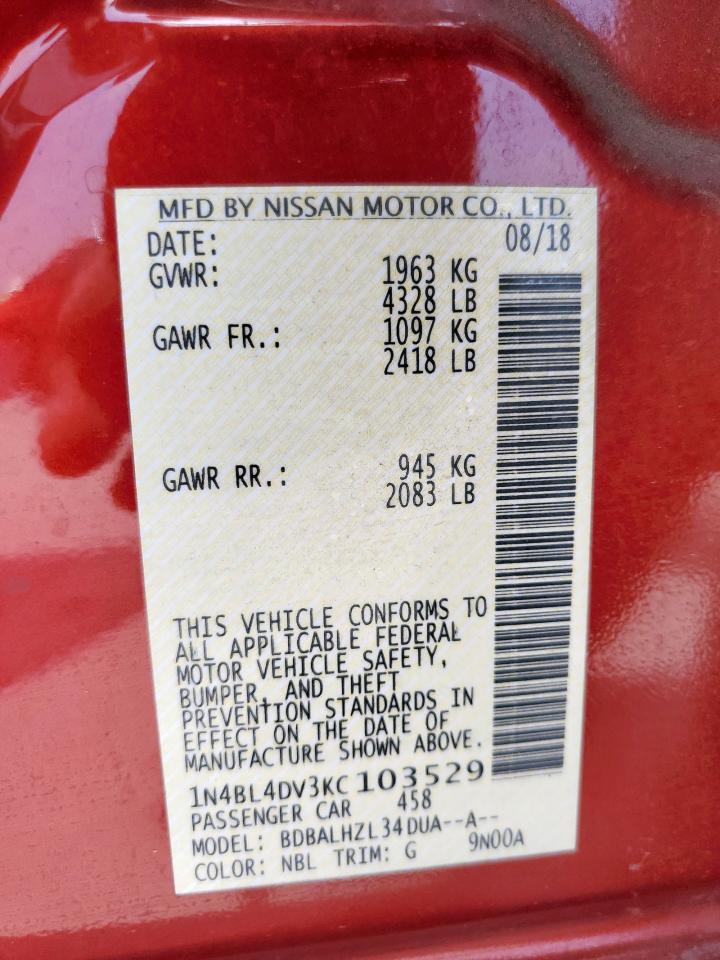 MFD BY NISSAN MOTOR CO., LTD.
DATE: 08/18
GVWR: 1963 KG
4328 LB
GAWR FR.: 1097 KG
2418 LB
GAWR RR.: 945 KG
2083 LB
THIS VEHICLE CONFORMS TO
ALL APPLICABLE FEDERAL
MOTOR VEHICLE SAFETY,
BUMPER, AND THEFT
PREVENTION STANDARDS IN
EFFECT ON THE DATE OF
MANUFACTURE SHOWN ABOVE.
1N4BL4DV3KC103529
PASSENGER CAR 458
MODEL: BDBALHZL34DUA--A--
COLOR: NBL TRIM: G 9N00A